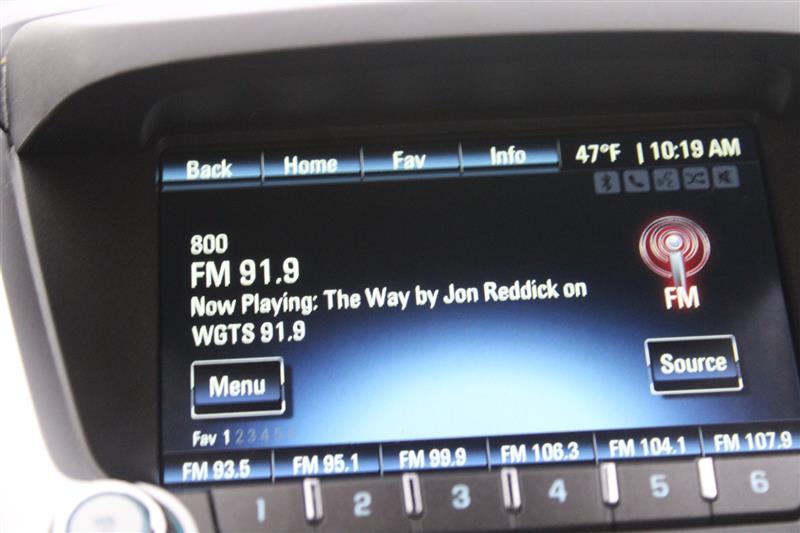 Back Home Fav Info 47°F | 10:19 AM
800
FM 91.9
Now Playing: The Way by Jon Reddick on
WGTS 91.9
FM
Menu
Source
Fav 1 2 3 4 5 6
FM 93.5 FM 95.1 FM 99.9 FM 106.3 FM 104.1 FM 107.9
1 2 3 4 5 6